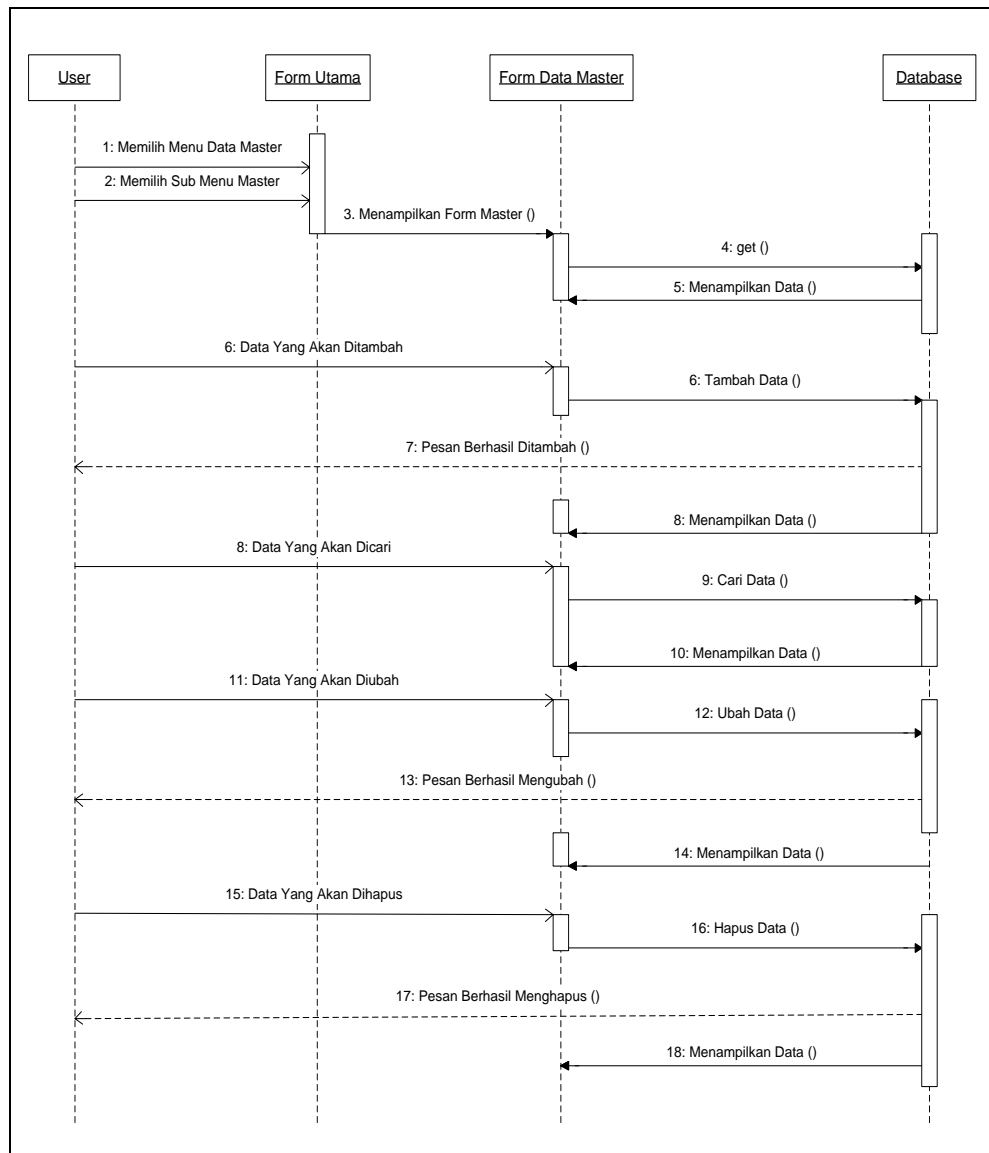 User
Form Utama
Form Data Master
Database
1: Memilih Menu Data Master
2: Memilih Sub Menu Master
3. Menampilkan Form Master ()
4: get ()
5: Menampilkan Data ()
6: Data Yang Akan Ditambah
6: Tambah Data ()
7: Pesan Berhasil Ditambah ()
8: Menampilkan Data ()
8: Data Yang Akan Dicari
9: Cari Data ()
10: Menampilkan Data ()
11: Data Yang Akan Diubah
12: Ubah Data ()
13: Pesan Berhasil Mengubah ()
14: Menampilkan Data ()
15: Data Yang Akan Dihapus
16: Hapus Data ()
17: Pesan Berhasil Menghapus ()
18: Menampilkan Data ()